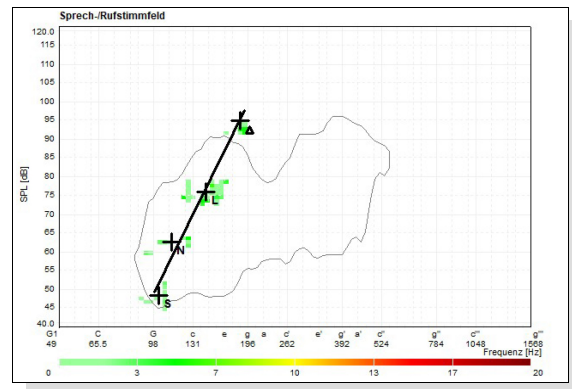 Sprech-/Rufstimmfeld
120.0
115
110
105
100
95
90
85
80
75
70
65
60
55
50
45
40.0
SPL [dB]
A
L
N
S
G1 C G c e g a c' e' g' a' c'' g'' c''' g'''
49 65.5 98 131 196 262 392 524 784 1048 1568
Frequenz [Hz]
0 3 7 10 13 17 20